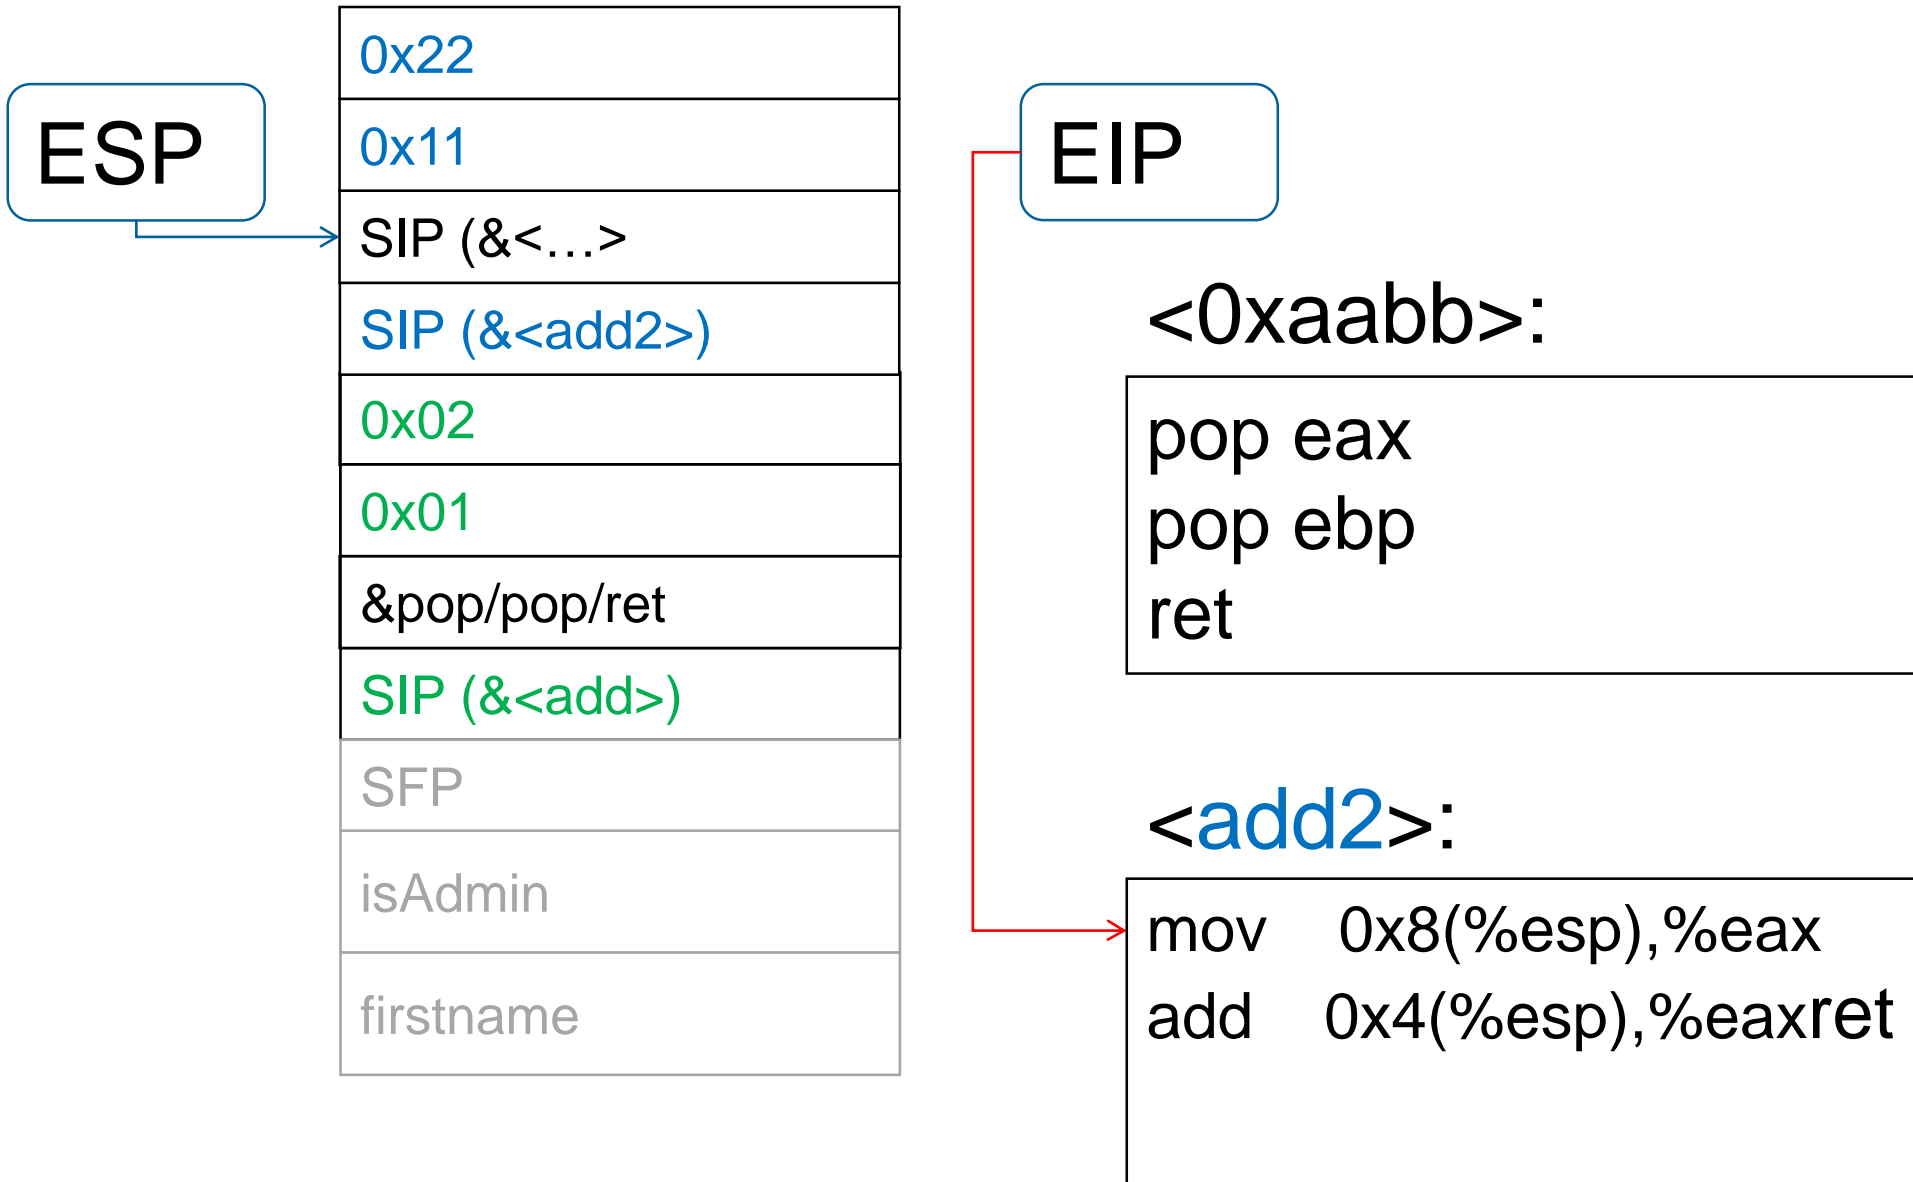 ESP
0x22
0x11
SIP (&<…>
SIP (&<add2>)
0x02
0x01
&pop/pop/ret
SIP (&<add>)
SFP
isAdmin
firstname
EIP
<0xaabb>:
pop eax
pop ebp
ret
<add2>:
mov 0x8(%esp),%eax
add 0x4(%esp),%eaxret